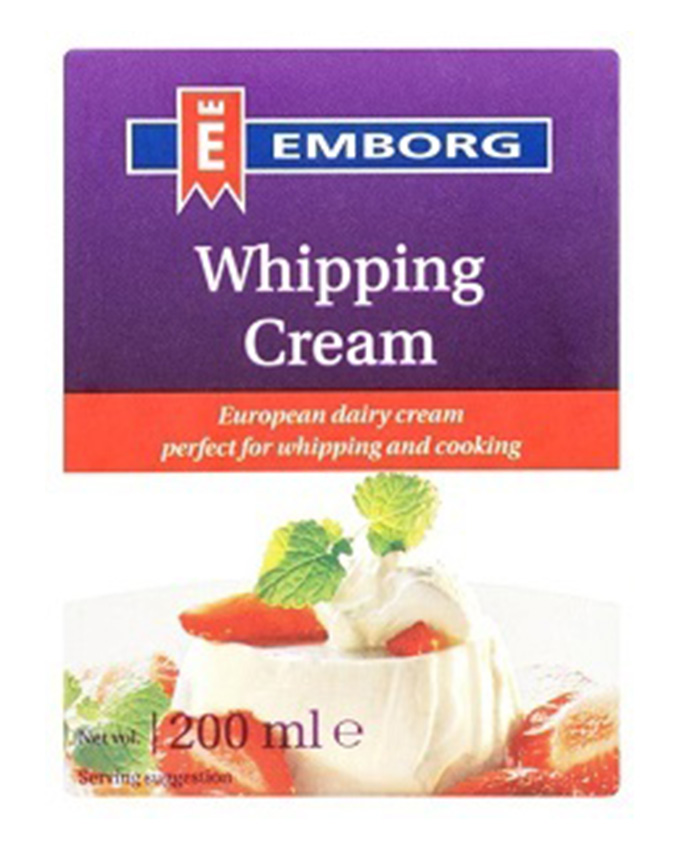 E
EMBORG
Whipping
Cream
European dairy cream
perfect for whipping and cooking
Net vol. 200 ml ℮
Serving suggestion